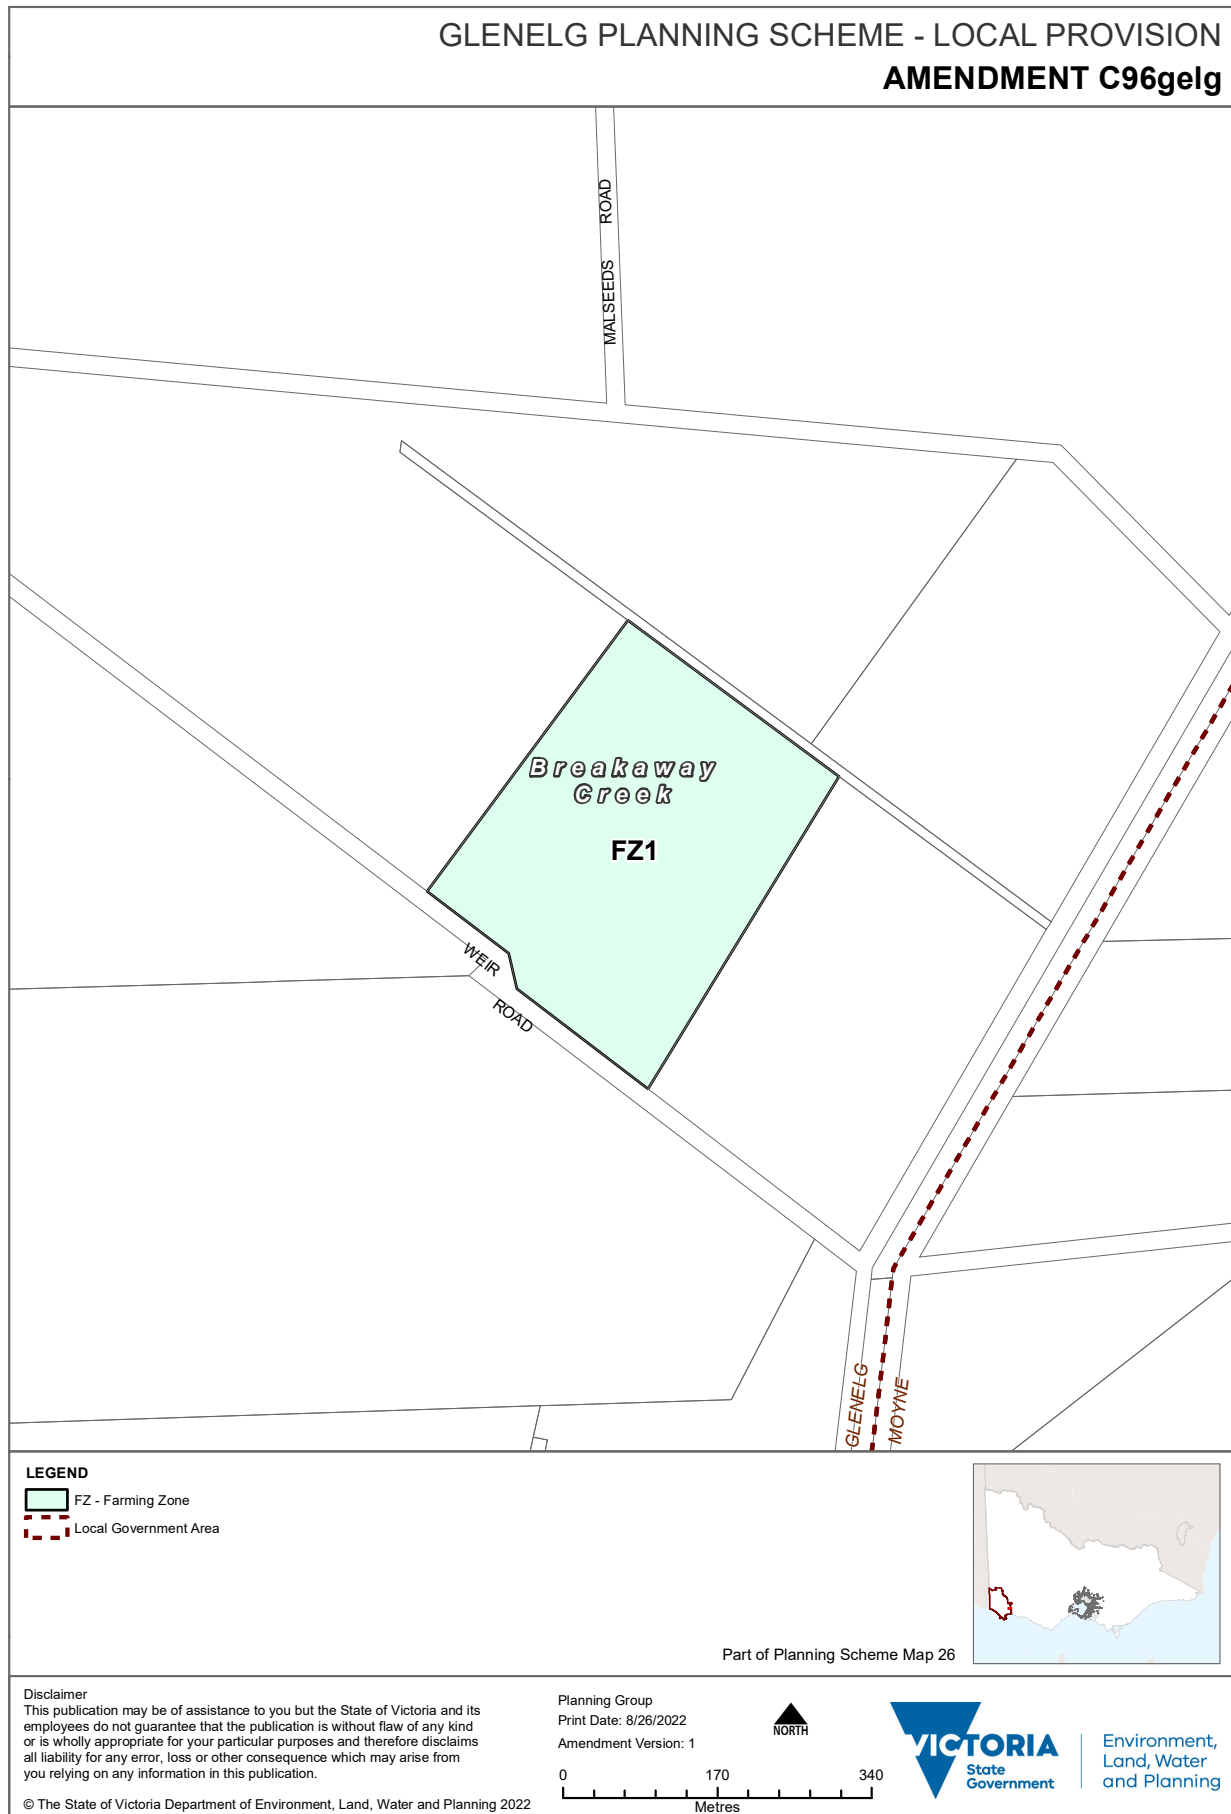 GLENELG PLANNING SCHEME - LOCAL PROVISION
AMENDMENT C96gelg
MALSEEDS ROAD
Breakaway
Creek
FZ1
WEIR
ROAD
GLENELG
MOYNE
LEGEND
FZ - Farming Zone
Local Government Area
Part of Planning Scheme Map 26
Disclaimer
This publication may be of assistance to you but the State of Victoria and its
employees do not guarantee that the publication is without flaw of any kind
or is wholly appropriate for your particular purposes and therefore disclaims
all liability for any error, loss or other consequence which may arise from
you relying on any information in this publication.
© The State of Victoria Department of Environment, Land, Water and Planning 2022
Planning Group
Print Date: 8/26/2022
Amendment Version: 1
NORTH
0 170 340
Metres
VICTORIA
State
Government
Environment,
Land, Water
and Planning